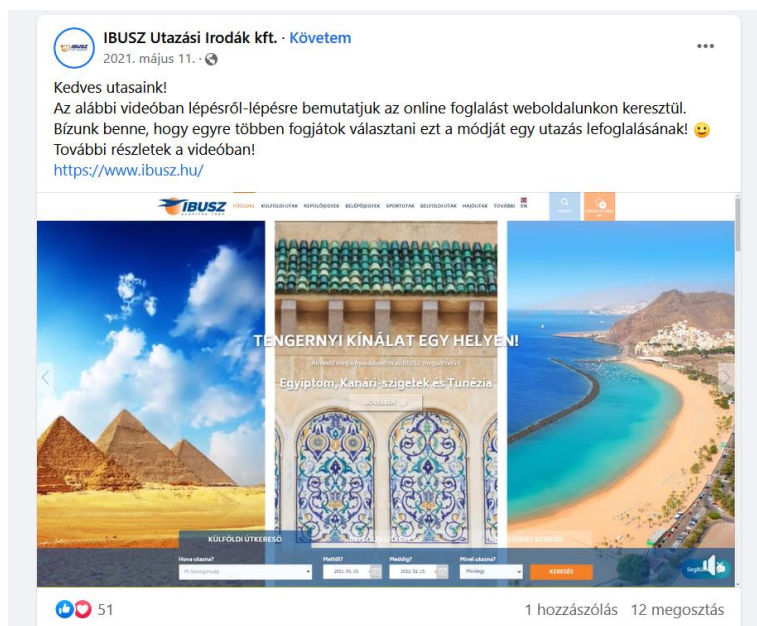 IBUSZ Utazási Irodák kft. · Követem
2021. május 11. ·
Kedves utasaink!
Az alábbi videóban lépésről-lépésre bemutatjuk az online foglalást weboldalunkon keresztül.
Bízunk benne, hogy egyre többen fogjátok választani ezt a módját egy utazás lefoglalásának! 😀
További részletek a videóban!
https://www.ibusz.hu/
IBUSZ FŐOLDAL KÜLFÖLDI UTAK REPÜLŐJEGYEK BELÉPŐJEGYEK SPORTUTAK BELFÖLDI UTAK HAJÓUTAK TOVÁBBI EN
TENGERNYI KÍNÁLAT EGY HELYEN!
Egyiptom, Kanári-szigetek és Tunézia
BŐVEBBEN
KÜLFÖLDI ÚTKERESŐ
Hova utazna? Mettől? Meddig? Mivel utazna?
2021. 05. 10. 2022. 02. 10. Mindegy KERESÉS
51 1 hozzászólás 12 megosztás